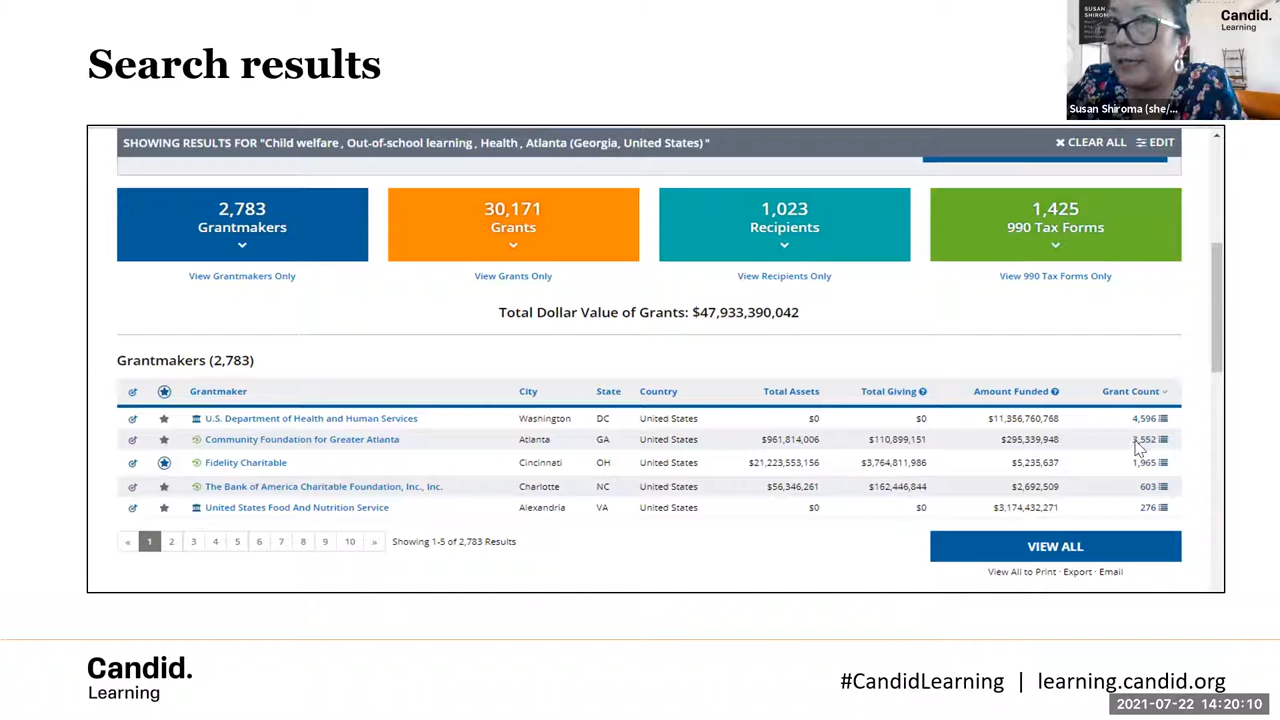 Search results
SUSAN
SHIROM
Candid.
Learning
Susan Shiroma (she/...
SHOWING RESULTS FOR "Child welfare , Out-of-school learning , Health , Atlanta (Georgia, United States) "
CLEAR ALL EDIT
2,783 30,171 1,023 1,425
Grantmakers Grants Recipients 990 Tax Forms
View Grantmakers Only View Grants Only View Recipients Only View 990 Tax Forms Only
Total Dollar Value of Grants: $47,933,390,042
Grantmakers (2,783)
Grantmaker City State Country Total Assets Total Giving Amount Funded Grant Count
U.S. Department of Health and Human Services Washington DC United States $0 $0 $11,356,760,768 4,596
Community Foundation for Greater Atlanta Atlanta GA United States $961,814,006 $110,899,151 $295,339,948
Fidelity Charitable Cincinnati OH United States $21,223,553,156 $3,764,811,986 $5,235,637 1,965
The Bank of America Charitable Foundation, Inc., Inc. Charlotte NC United States $56,346,261 $162,446,844 $2,692,509 603
United States Food And Nutrition Service Alexandria VA United States $0 $0 $3,174,432,271 276
« 1 2 3 4 5 6 7 8 9 10 » Showing 1-5 of 2,783 Results
VIEW ALL
View All to Print · Export · Email
Candid.
Learning
#CandidLearning | learning.candid.org
2021-07-22 14:20:10